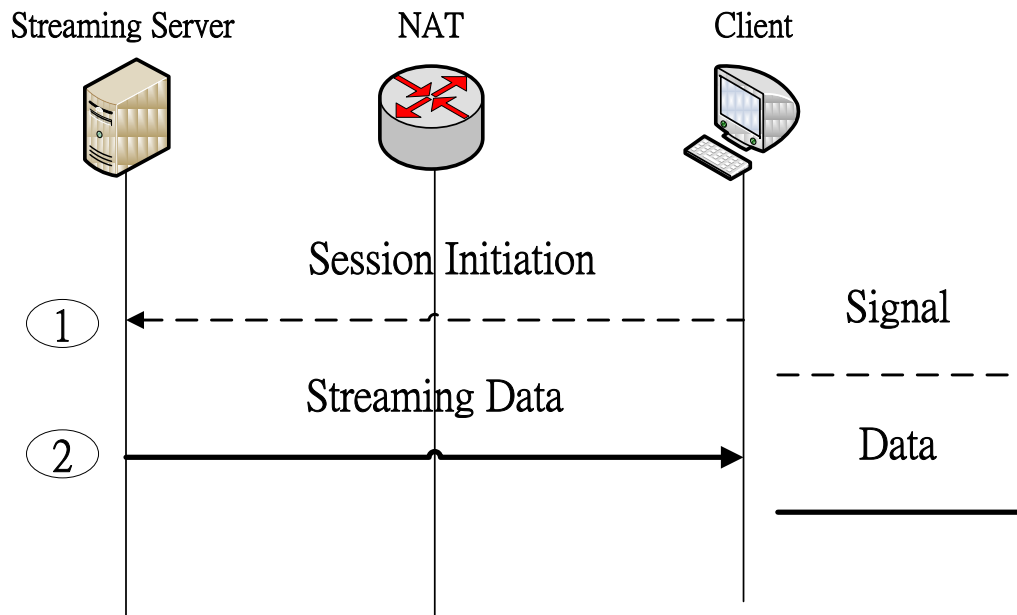 Streaming Server
NAT
Client
Session Initiation
1
Signal
Streaming Data
2
Data